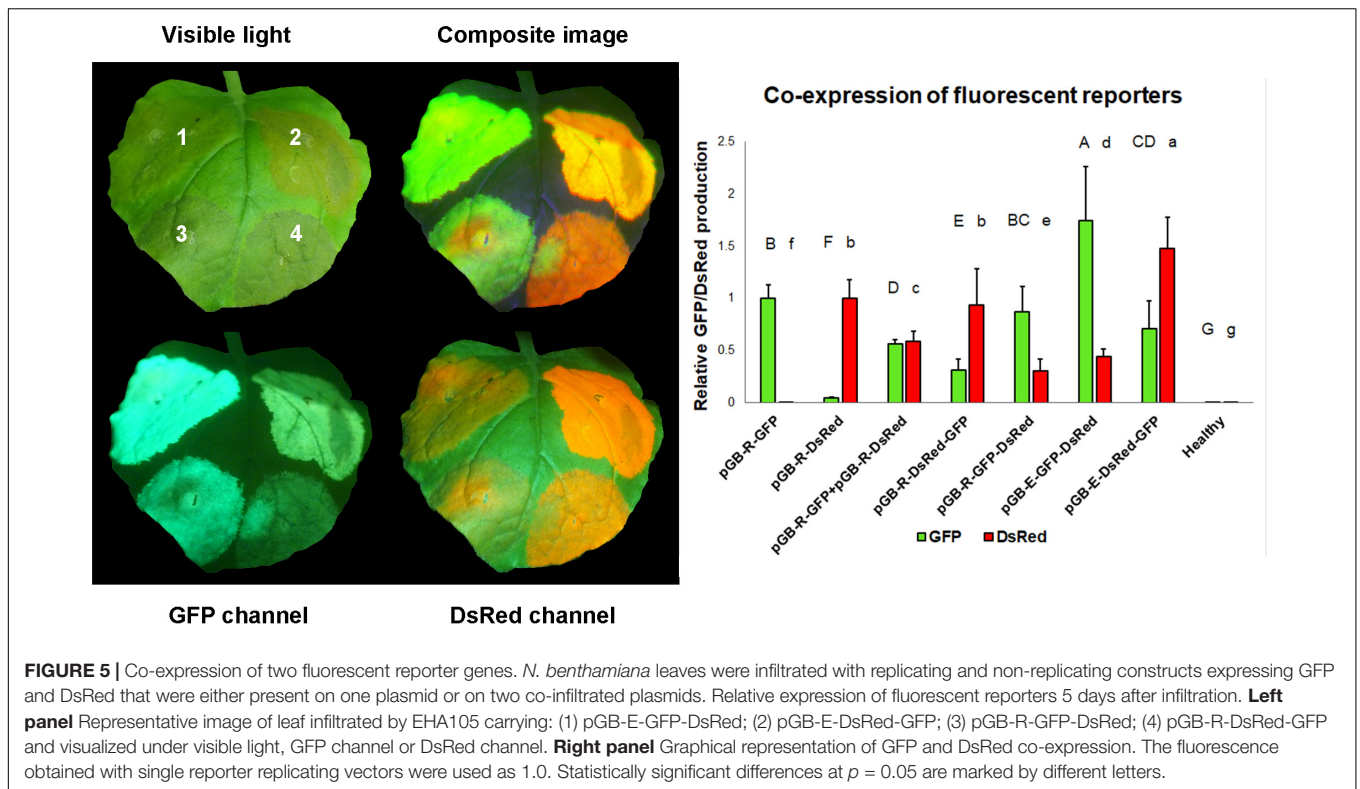 Visible light
Composite image
1
2
3
4
GFP channel
DsRed channel
Co-expression of fluorescent reporters
Relative GFP/DsRed production
2.5
2
1.5
1
0.5
0
B f
F b
D c
E b
BC e
A d
CD a
G g
pGB-R-GFP
pGB-R-DsRed
pGB-R-GFP+pGB-R-DsRed
pGB-R-DsRed-GFP
pGB-R-GFP-DsRed
pGB-E-GFP-DsRed
pGB-E-DsRed-GFP
Healthy
GFP DsRed
FIGURE 5 | Co-expression of two fluorescent reporter genes. N. benthamiana leaves were infiltrated with replicating and non-replicating constructs expressing GFP
and DsRed that were either present on one plasmid or on two co-infiltrated plasmids. Relative expression of fluorescent reporters 5 days after infiltration. Left
panel Representative image of leaf infiltrated by EHA105 carrying: (1) pGB-E-GFP-DsRed; (2) pGB-E-DsRed-GFP; (3) pGB-R-GFP-DsRed; (4) pGB-R-DsRed-GFP
and visualized under visible light, GFP channel or DsRed channel. Right panel Graphical representation of GFP and DsRed co-expression. The fluorescence
obtained with single reporter replicating vectors were used as 1.0. Statistically significant differences at p = 0.05 are marked by different letters.